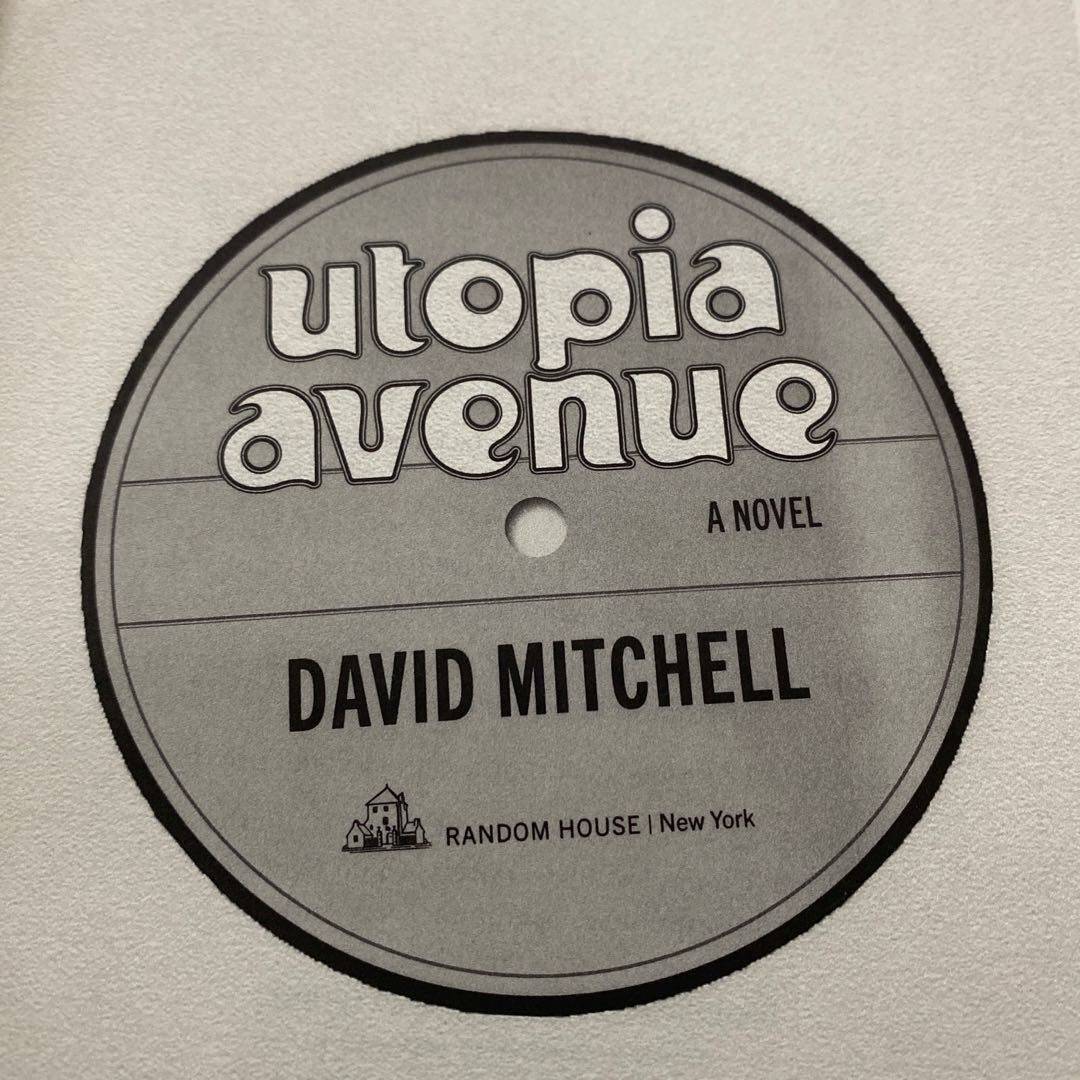 utopia
avenue
A NOVEL
DAVID MITCHELL
RANDOM HOUSE | New York